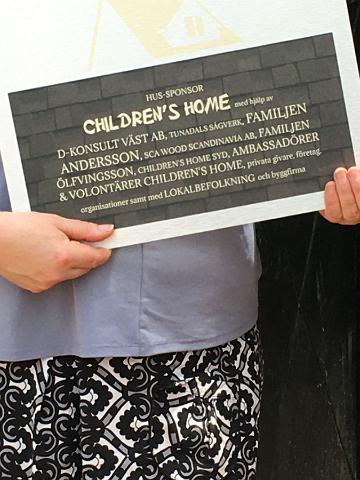 HUS-SPONSOR
CHILDREN'S HOME med hjälp av
D-KONSULT VÄST AB, TUNADALS SÅGVERK, FAMILJEN
ANDERSSON, SCA WOOD SCANDINAVIA AB, FAMILJEN
ÖLFVINGSSON, CHILDREN'S HOME SYD, AMBASSADÖRER
& VOLONTÄRER CHILDREN'S HOME, privata givare, företag,
organisationer samt med LOKALBEFOLKNING och byggfirma